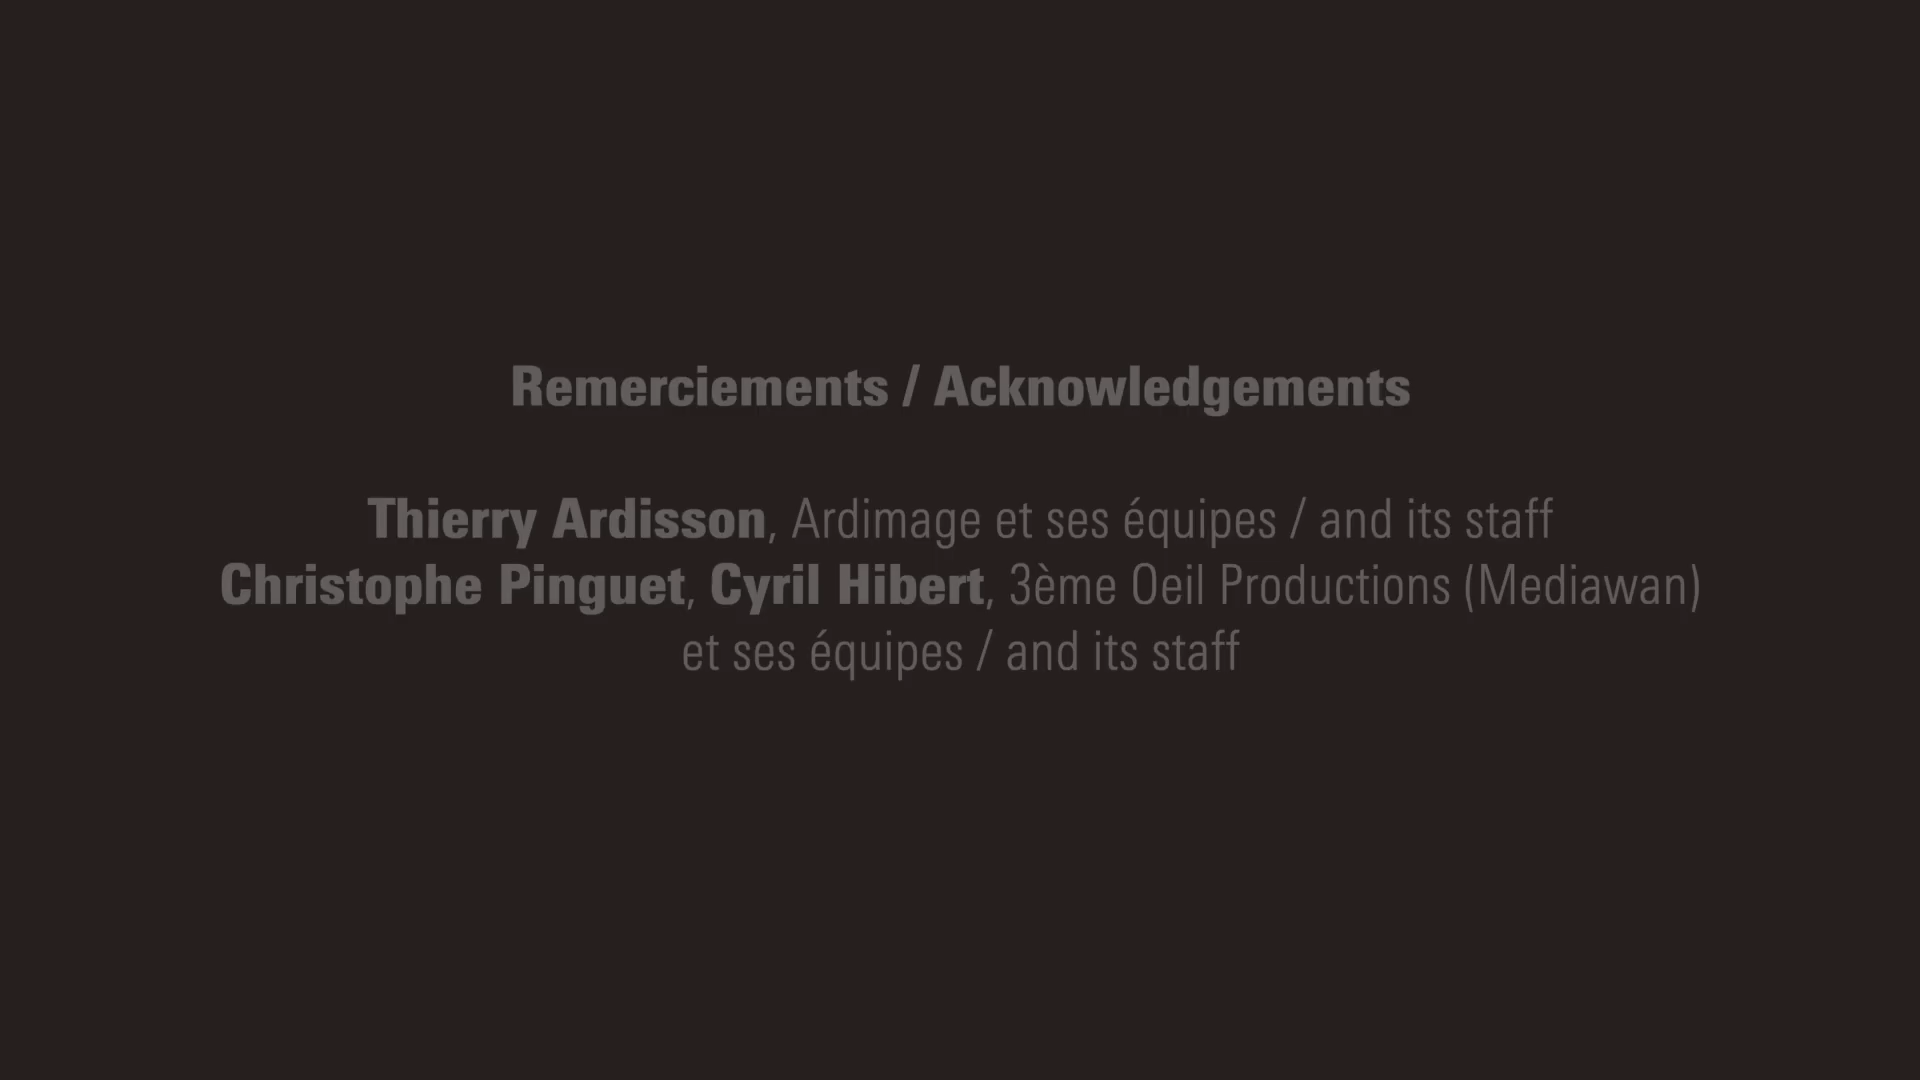 Remerciements / Acknowledgements
Thierry Ardisson, Ardimage et ses équipes / and its staff
Christophe Pinguet, Cyril Hibert, 3ème Oeil Productions (Mediawan)
et ses équipes / and its staff